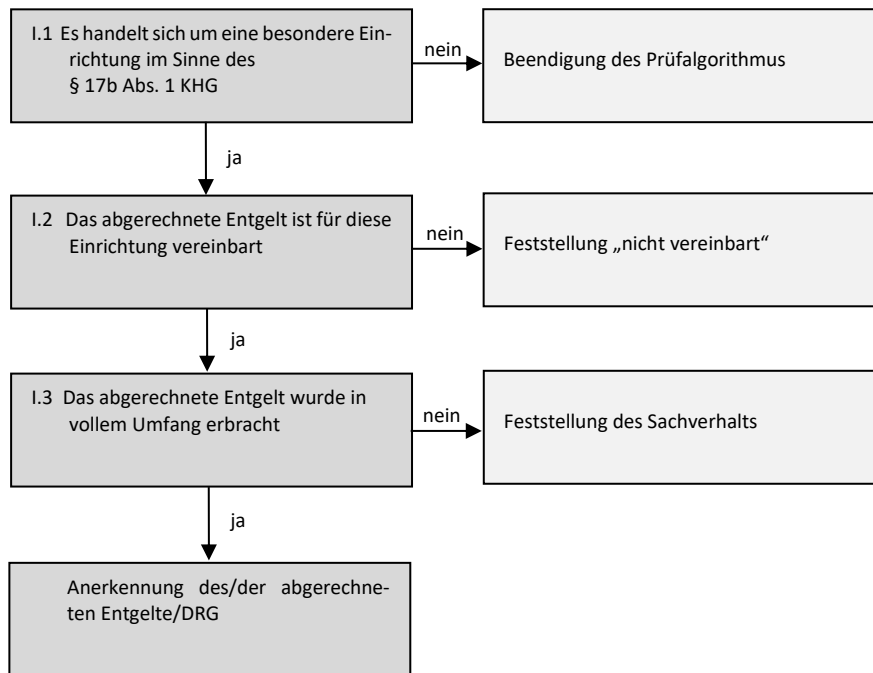 I.1 Es handelt sich um eine besondere Ein-
richtung im Sinne des
§ 17b Abs. 1 KHG
nein
Beendigung des Prüfalgorithmus
ja
I.2 Das abgerechnete Entgelt ist für diese
Einrichtung vereinbart
nein
Feststellung „nicht vereinbart“
ja
I.3 Das abgerechnete Entgelt wurde in
vollem Umfang erbracht
nein
Feststellung des Sachverhalts
ja
Anerkennung des/der abgerechne-
ten Entgelte/DRG